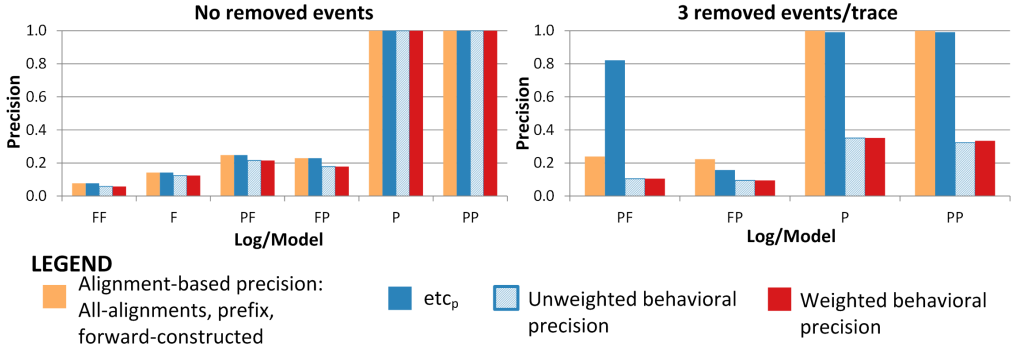 No removed events
Precision
1.0
0.8
0.6
0.4
0.2
0.0
FF F PF FP P PP
Log/Model
3 removed events/trace
Precision
1.0
0.8
0.6
0.4
0.2
0.0
PF FP P PP
Log/Model
LEGEND
Alignment-based precision:
All-alignments, prefix,
forward-constructed
etcp
Unweighted behavioral
precision
Weighted behavioral
precision